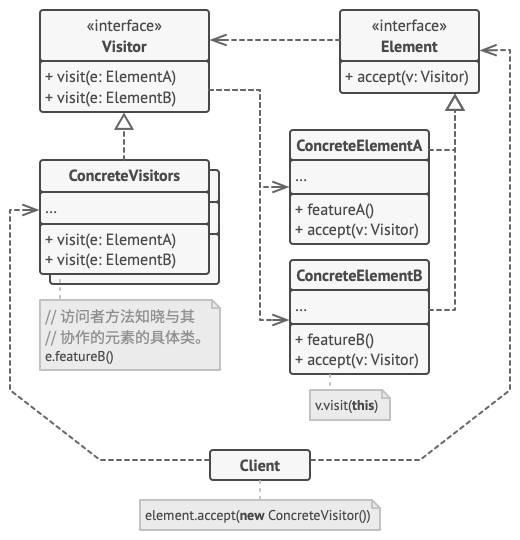 «interface»
Visitor
+ visit(e: ElementA)
+ visit(e: ElementB)
«interface»
Element
+ accept(v: Visitor)
ConcreteVisitors
...
+ visit(e: ElementA)
+ visit(e: ElementB)
// 访问者方法知晓与其
// 协作的元素的具体类。
e.featureB()
ConcreteElementA
...
+ featureA()
+ accept(v: Visitor)
ConcreteElementB
...
+ featureB()
+ accept(v: Visitor)
v.visit(this)
Client
element.accept(new ConcreteVisitor())